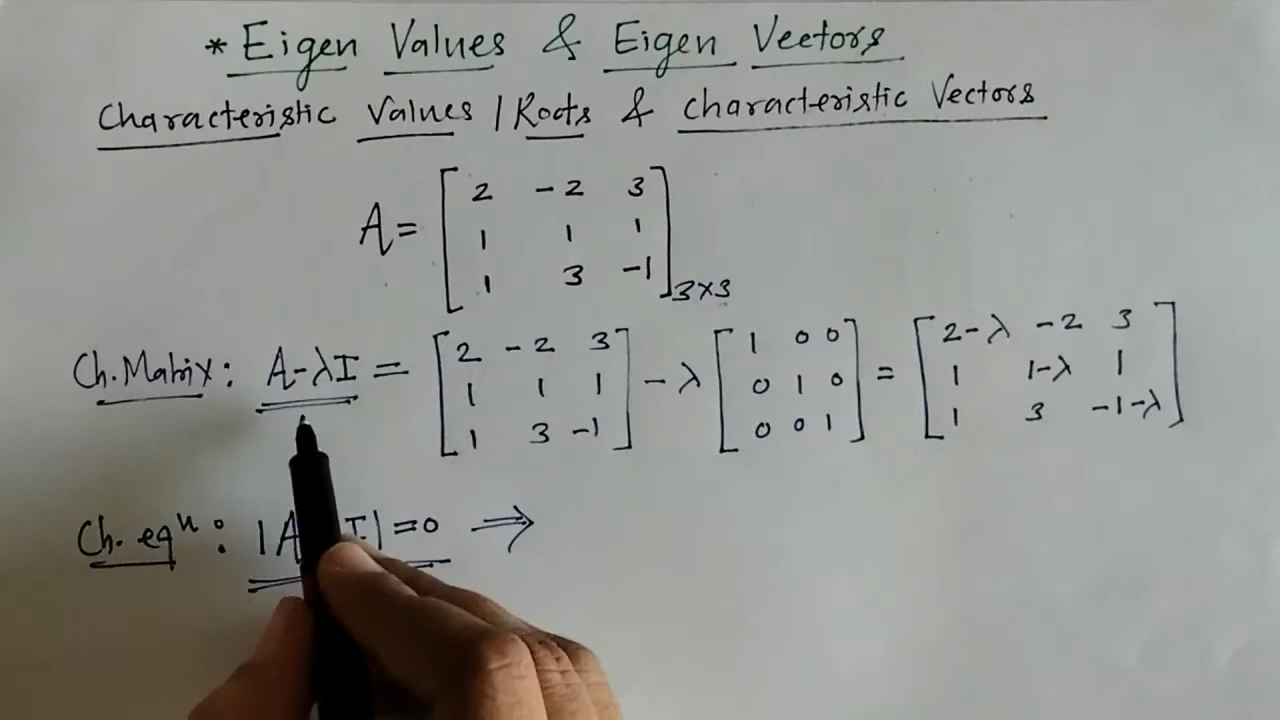 * Eigen Values & Eigen Vectors
Characteristic Values / Roots & characteristic Vectors
A = [ 2 -2 3
1 1 1
1 3 -1 ]3×3
Ch. Matrix : A-λI = [ 2 -2 3 ] - λ [ 1 0 0 ] = [ 2-λ -2 3 ]
[ 1 1 1 ] [ 0 1 0 ] [ 1 1-λ 1 ]
[ 1 3 -1 ] [ 0 0 1 ] [ 1 3 -1-λ ]
Ch. eqⁿ : |A I| = 0 ⇒